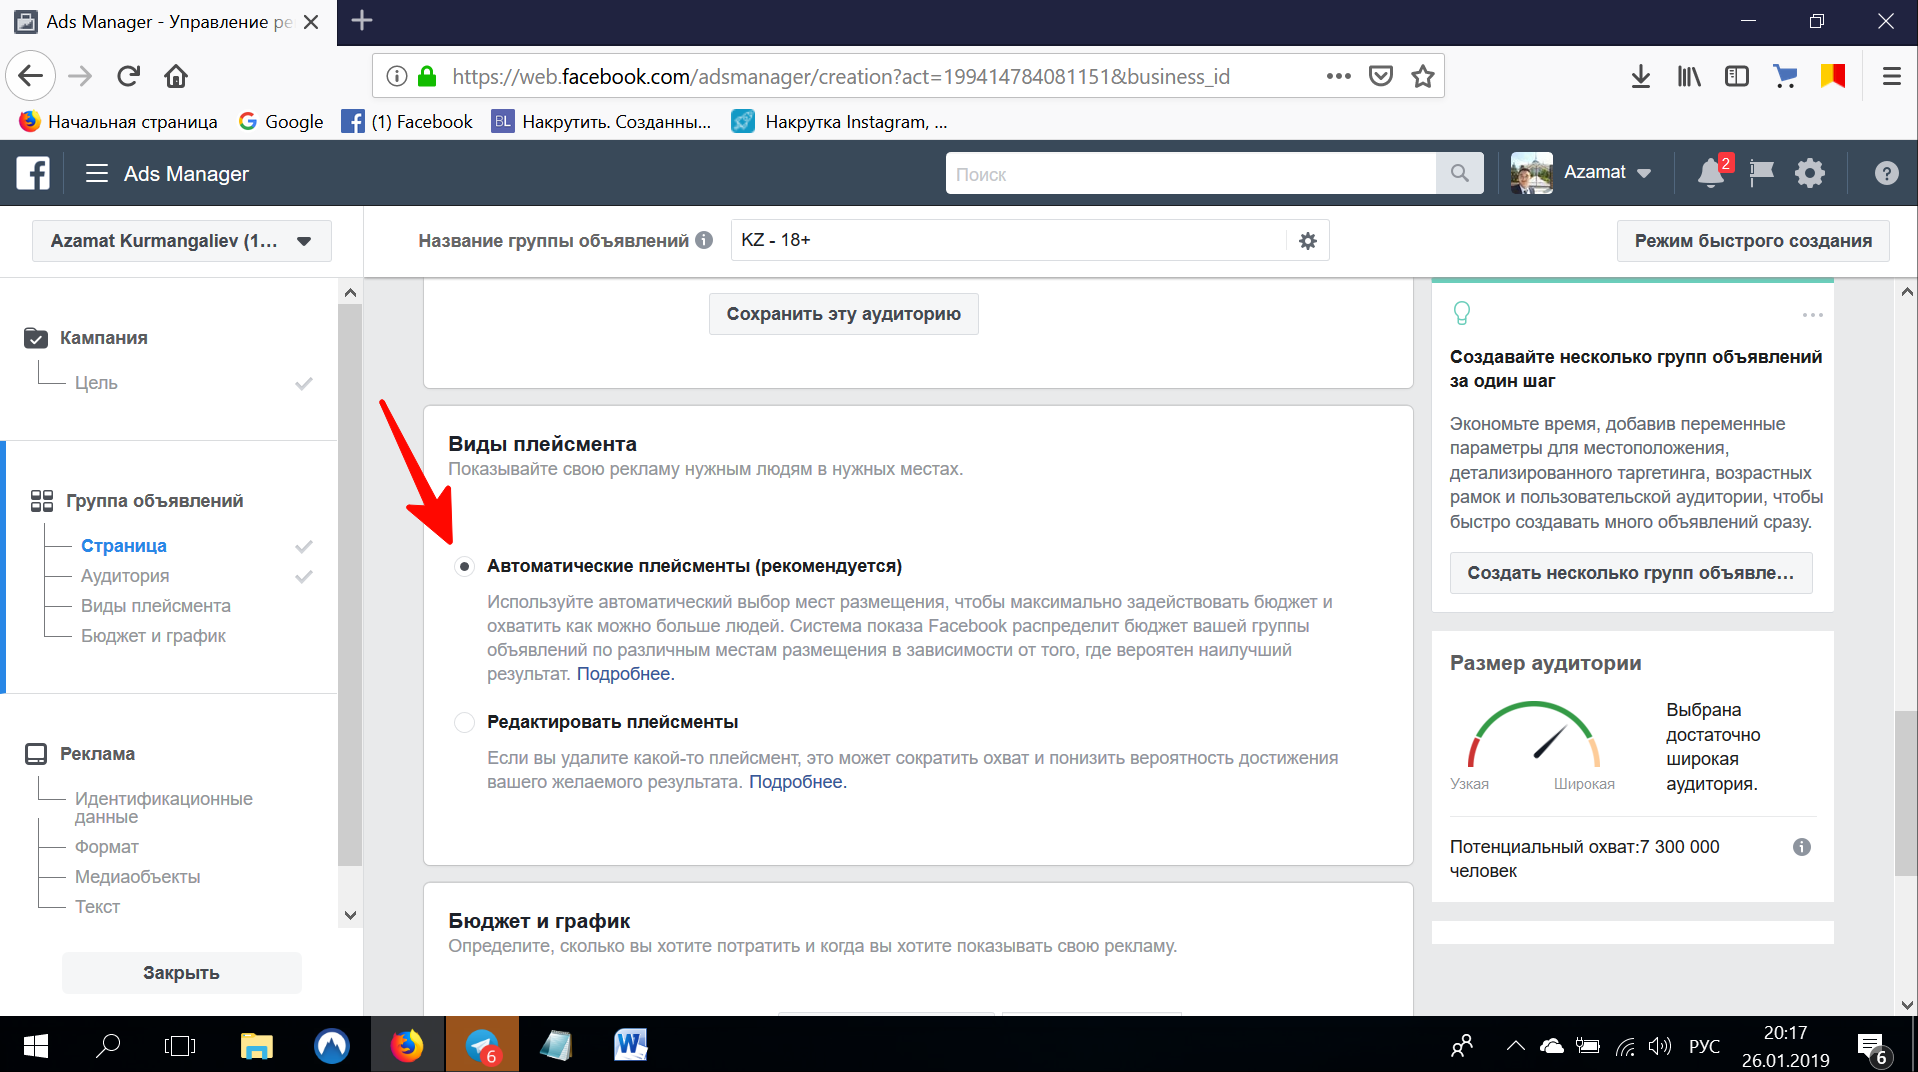 Ads Manager - Управление ре
https://web.facebook.com/adsmanager/creation?act=199414784081151&business_id
Начальная страница
Google
(1) Facebook
BL
Накрутить. Созданны...
Накрутка Instagram, ...
Ads Manager
Поиск
Azamat
2
?
Azamat Kurmangaliev (1...
Название группы объявлений
KZ - 18+
Режим быстрого создания
Кампания
Цель
Группа объявлений
Страница
Аудитория
Виды плейсмента
Бюджет и график
Реклама
Идентификационные
данные
Формат
Медиаобъекты
Текст
Закрыть
Сохранить эту аудиторию
Виды плейсмента
Показывайте свою рекламу нужным людям в нужных местах.
Автоматические плейсменты (рекомендуется)
Используйте автоматический выбор мест размещения, чтобы максимально задействовать бюджет и
охватить как можно больше людей. Система показа Facebook распределит бюджет вашей группы
объявлений по различным местам размещения в зависимости от того, где вероятен наилучший
результат. Подробнее.
Редактировать плейсменты
Если вы удалите какой-то плейсмент, это может сократить охват и понизить вероятность достижения
вашего желаемого результата. Подробнее.
Бюджет и график
Определите, сколько вы хотите потратить и когда вы хотите показывать свою рекламу.
Создавайте несколько групп объявлений
за один шаг
Экономьте время, добавив переменные
параметры для местоположения,
детализированного таргетинга, возрастных
рамок и пользовательской аудитории, чтобы
быстро создавать много объявлений сразу.
Создать несколько групп объявле...
Размер аудитории
Узкая
Широкая
Выбрана
достаточно
широкая
аудитория.
Потенциальный охват:7 300 000
человек
6
W
РУС
20:17
26.01.2019
6